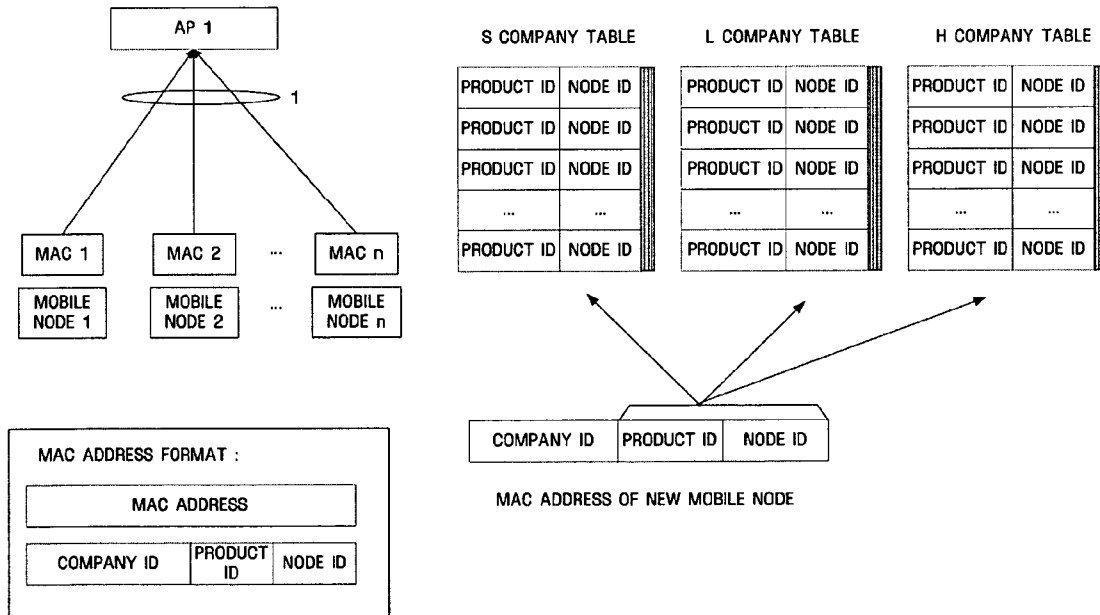 AP 1
1
MAC 1 MAC 2 ... MAC n
MOBILE NODE 1 MOBILE NODE 2 ... MOBILE NODE n
MAC ADDRESS FORMAT :
MAC ADDRESS
COMPANY ID PRODUCT ID NODE ID
S COMPANY TABLE L COMPANY TABLE H COMPANY TABLE
PRODUCT ID NODE ID PRODUCT ID NODE ID PRODUCT ID NODE ID
PRODUCT ID NODE ID PRODUCT ID NODE ID PRODUCT ID NODE ID
PRODUCT ID NODE ID PRODUCT ID NODE ID PRODUCT ID NODE ID
... ... ... ... ... ...
PRODUCT ID NODE ID PRODUCT ID NODE ID PRODUCT ID NODE ID
COMPANY ID PRODUCT ID NODE ID
MAC ADDRESS OF NEW MOBILE NODE